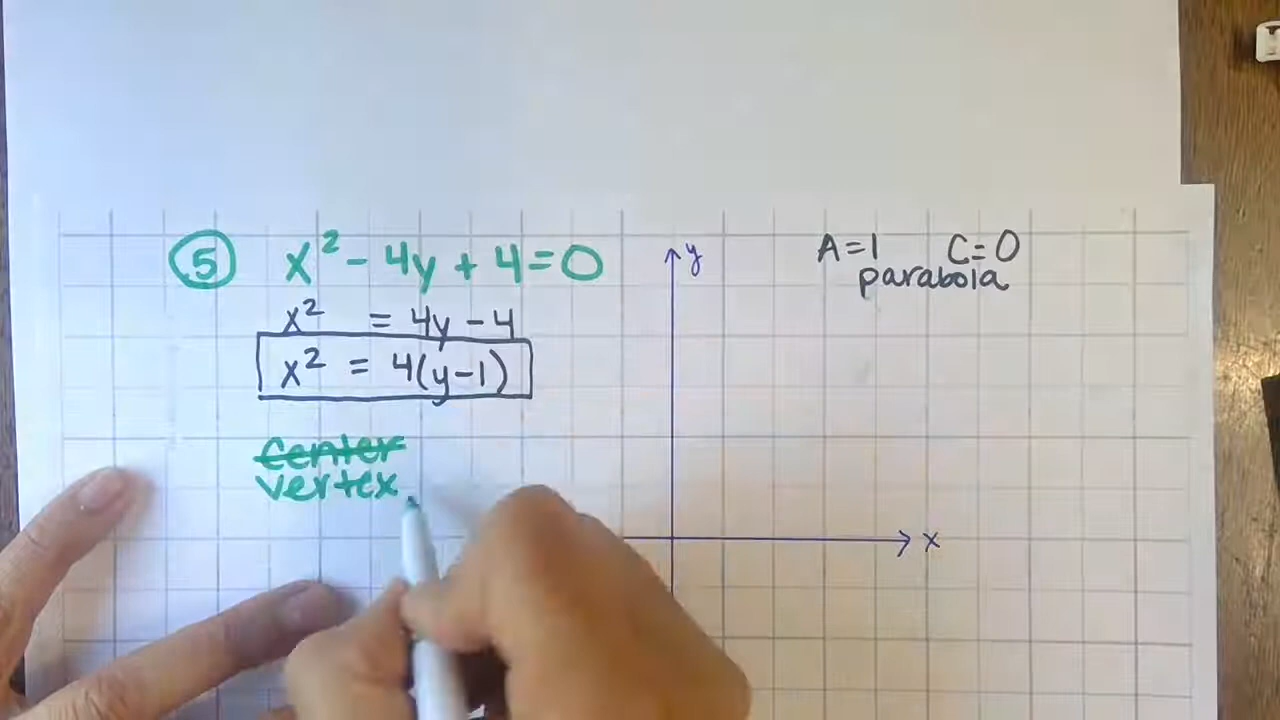 5 x² - 4y + 4 = 0
x² = 4y - 4
x² = 4(y-1)
center
vertex
y
x
A=1 C=0
parabola